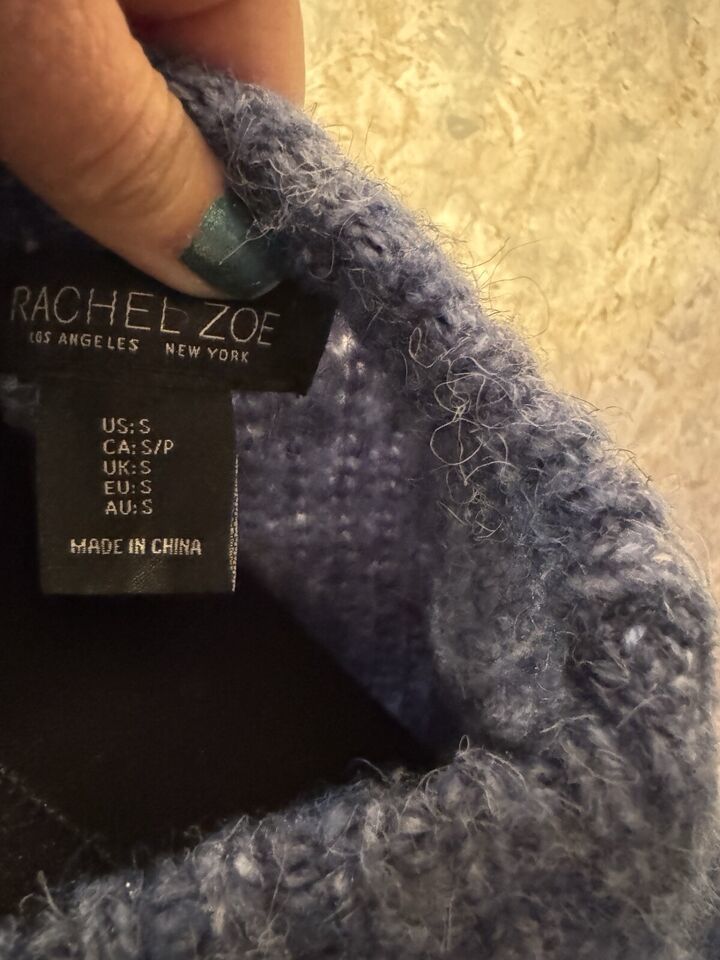 RACHEL ZOE
LOS ANGELES NEW YORK
US: S
CA: S/P
UK: S
EU: S
AU: S
MADE IN CHINA